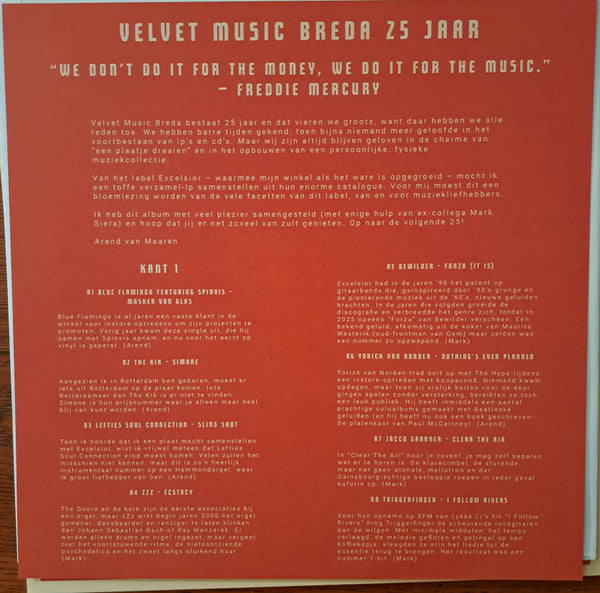 VELVET MUSIC BREDA 25 JAAR
"WE DON'T DO IT FOR THE MONEY, WE DO IT FOR THE MUSIC."
– FREDDIE MERCURY
Velvet Music Breda bestaat 25 jaar en dat vieren we groots, want daar hebben we alle
reden toe. We hebben barre tijden gekend, toen bijna niemand meer geloofde in het
voortbestaan van lp's en cd's. Maar wij zijn altijd blijven geloven in de charme van
"een plaatje draaien" en in het opbouwen van een persoonlijke, fysieke
muziekcollectie.
Van het label Excelsior – waarmee mijn winkel als het ware is opgegroeid – mocht ik
een toffe verzamel-lp samenstellen uit hun enorme catalogus. Voor mij moest dit een
bloemlezing worden van de vele facetten van dit label, van en voor muziekliefhebbers.
Ik heb dit album met veel plezier samengesteld (met enige hulp van ex-collega Mark
Siera) en hoop dat jij er net zoveel van zult genieten. Op naar de volgende 25!
Arend van Maaren
KANT 1
A1 BLUE FLAMINGO FEATURING SPINVIS –
MASKER VAN GLAS
Blue Flamingo is al jaren een vaste klant in de
winkel voor instore optredens om zijn projecten te
promoten. Vorig jaar kwam deze single uit, die hij
samen met Spinvis opnam, en nu voor het eerst op
vinyl is geperst. (Arend)
A2 THE KIK – SIMONE
Aangezien ik in Rotterdam ben geboren, moest er
iets uit Rotterdam op de plaat komen. Iets
Rotterdamser dan The Kik is er niet te vinden.
Simone is hun prijsnummer waar je alleen maar heel
blij van kunt worden. (Arend)
A3 LEFTIES SOUL CONNECTION – SLING SHOT
Toen ik hoorde dat ik een plaat mocht samenstellen
met Excelsior, wist ik vrijwel meteen dat Lefties
Soul Connection erop moest komen. Velen zullen het
misschien niet kennen, maar dit is zo'n heerlijk
instrumentaal nummer op een Hammondorgel, waar
ik groot liefhebber van ben. (Arend)
A4 ZZZ – ECSTACY
The Doors en de kerk zijn de eerste associaties bij
een orgel, maar zZz wist begin jaren 2000 het orgel
gemener, dansbaarder en ranziger te laten klinken
dan Johann Sebastian Bach of Ray Manzarek. Er
werden alleen drums en orgel ingezet, maar vergeet
niet het voortstuwende ritme, de nietsontziende
psychedelica en het zweet langs sluikend haar.
(Mark)
A5 BEWILDER – FORZA (IT IS)
Excelsior had in de jaren '90 het patent op
gitaarbands die, geïnspireerd door '90's grunge en
de pionierende muziek uit de '60's, nieuwe geluiden
brachten. In de jaren die volgden groeide de
discografie en verbreedde het genre zich, totdat in
2025 opeens "Forza" van Bewilder verscheen. Een
bekend geluid, afkomstig uit de koker van Maurits
Westerik (oud-frontman van Gem) maar zelden was
een nummer zo opzwepend. (Mark)
A6 YORICK VAN NORDEN – NOTHING'S EVER PLANNED
Yorick van Norden trad ooit op met The Hype tijdens
een instore-optreden met koopavond. Niemand kwam
opdagen, maar toen zij vrolijk buiten voor de deur
gingen spelen zonder versterking, bereikten ze toch
een leuk publiek. Hij heeft inmiddels een aantal
prachtige soloalbums gemaakt met Beatleske
geluiden (en hij heeft nu ook een boek geschreven:
De platenkast van Paul McCartney). (Arend)
A7 JACCO GARDNER – CLEAR THE AIR
In "Clear The Air" hoor je zoveel, je mag zelf bepalen
wat er te horen is. De klavecimbel, de sturende
maar net geen atonale, mellotron en dat
Gainsbourg-achtige basloopje roepen in ieder geval
euforie op. (Mark)
A8 TRIGGERFINGER – I FOLLOW RIVERS
Voor hun opname op 3FM van Lykke Li's hit "I Follow
Rivers" hing Triggerfinger de scheurende rockgitaren
aan de wilgen. Met minimale middelen, het tempo
verlaagd, de melodie gefloten en getingel op een
koffiekopje, slaagden ze erin het liedje tot de
essentie terug te brengen. Het resultaat was een
nummer 1-hit. (Mark)